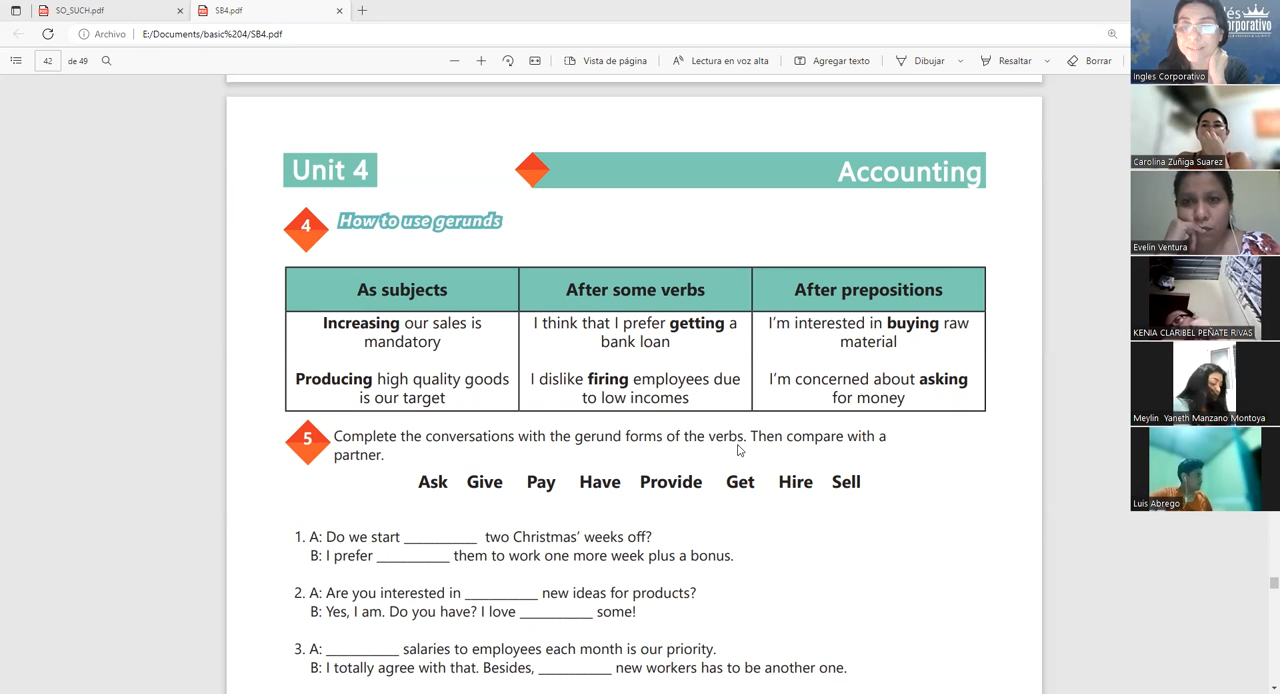 SO_SUCH.pdf
SB4.pdf
Archivo
E:/Documents/basic%204/SB4.pdf
42
de 49
Vista de página
Lectura en voz alta
Agregar texto
Dibujar
Resaltar
Borrar
Unit 4
Accounting
4
How to use gerunds
As subjects
After some verbs
After prepositions
Increasing our sales is
mandatory
I think that I prefer getting a
bank loan
I'm interested in buying raw
material
Producing high quality goods
is our target
I dislike firing employees due
to low incomes
I'm concerned about asking
for money
5
Complete the conversations with the gerund forms of the verbs. Then compare with a
partner.
Ask Give Pay Have Provide Get Hire Sell
1. A: Do we start __________ two Christmas' weeks off?
B: I prefer __________ them to work one more week plus a bonus.
2. A: Are you interested in __________ new ideas for products?
B: Yes, I am. Do you have? I love __________ some!
3. A: __________ salaries to employees each month is our priority.
B: I totally agree with that. Besides, __________ new workers has to be another one.
Ingles Corporativo
Carolina Zuñiga Suarez
Evelin Ventura
KENIA CLARIBEL PEÑATE RIVAS
Meylin Yaneth Manzano Montoya
Luis Abrego